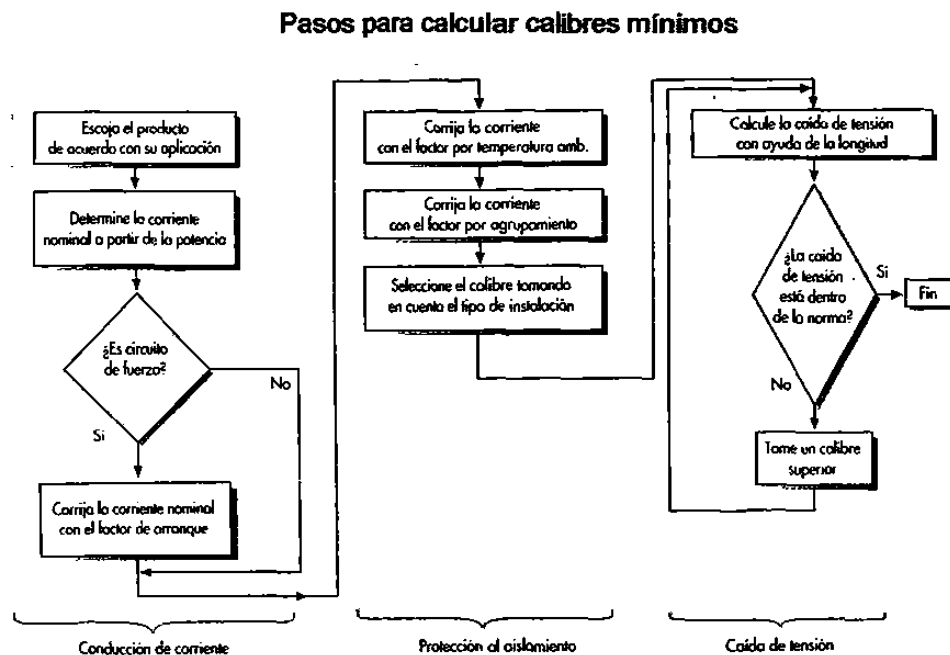 Pasos para calcular calibres mínimos
Escoja el producto
de acuerdo con su aplicación
Determine la corriente
nominal a partir de la potencia
¿Es circuito
de fuerza?
No
Si
Corrija la corriente nominal
con el factor de arranque
Conducción de corriente
Corrija la corriente
con el factor por temperatura amb.
Corrija la corriente
con el factor por agrupamiento
Seleccione el calibre tomando
en cuenta el tipo de instalación
Protección al aislamiento
Calcule la caída de tensión
con ayuda de la longitud
¿La caída
de tensión
está dentro
de la norma?
Si
Fin
No
Tome un calibre
superior
Caída de tensión